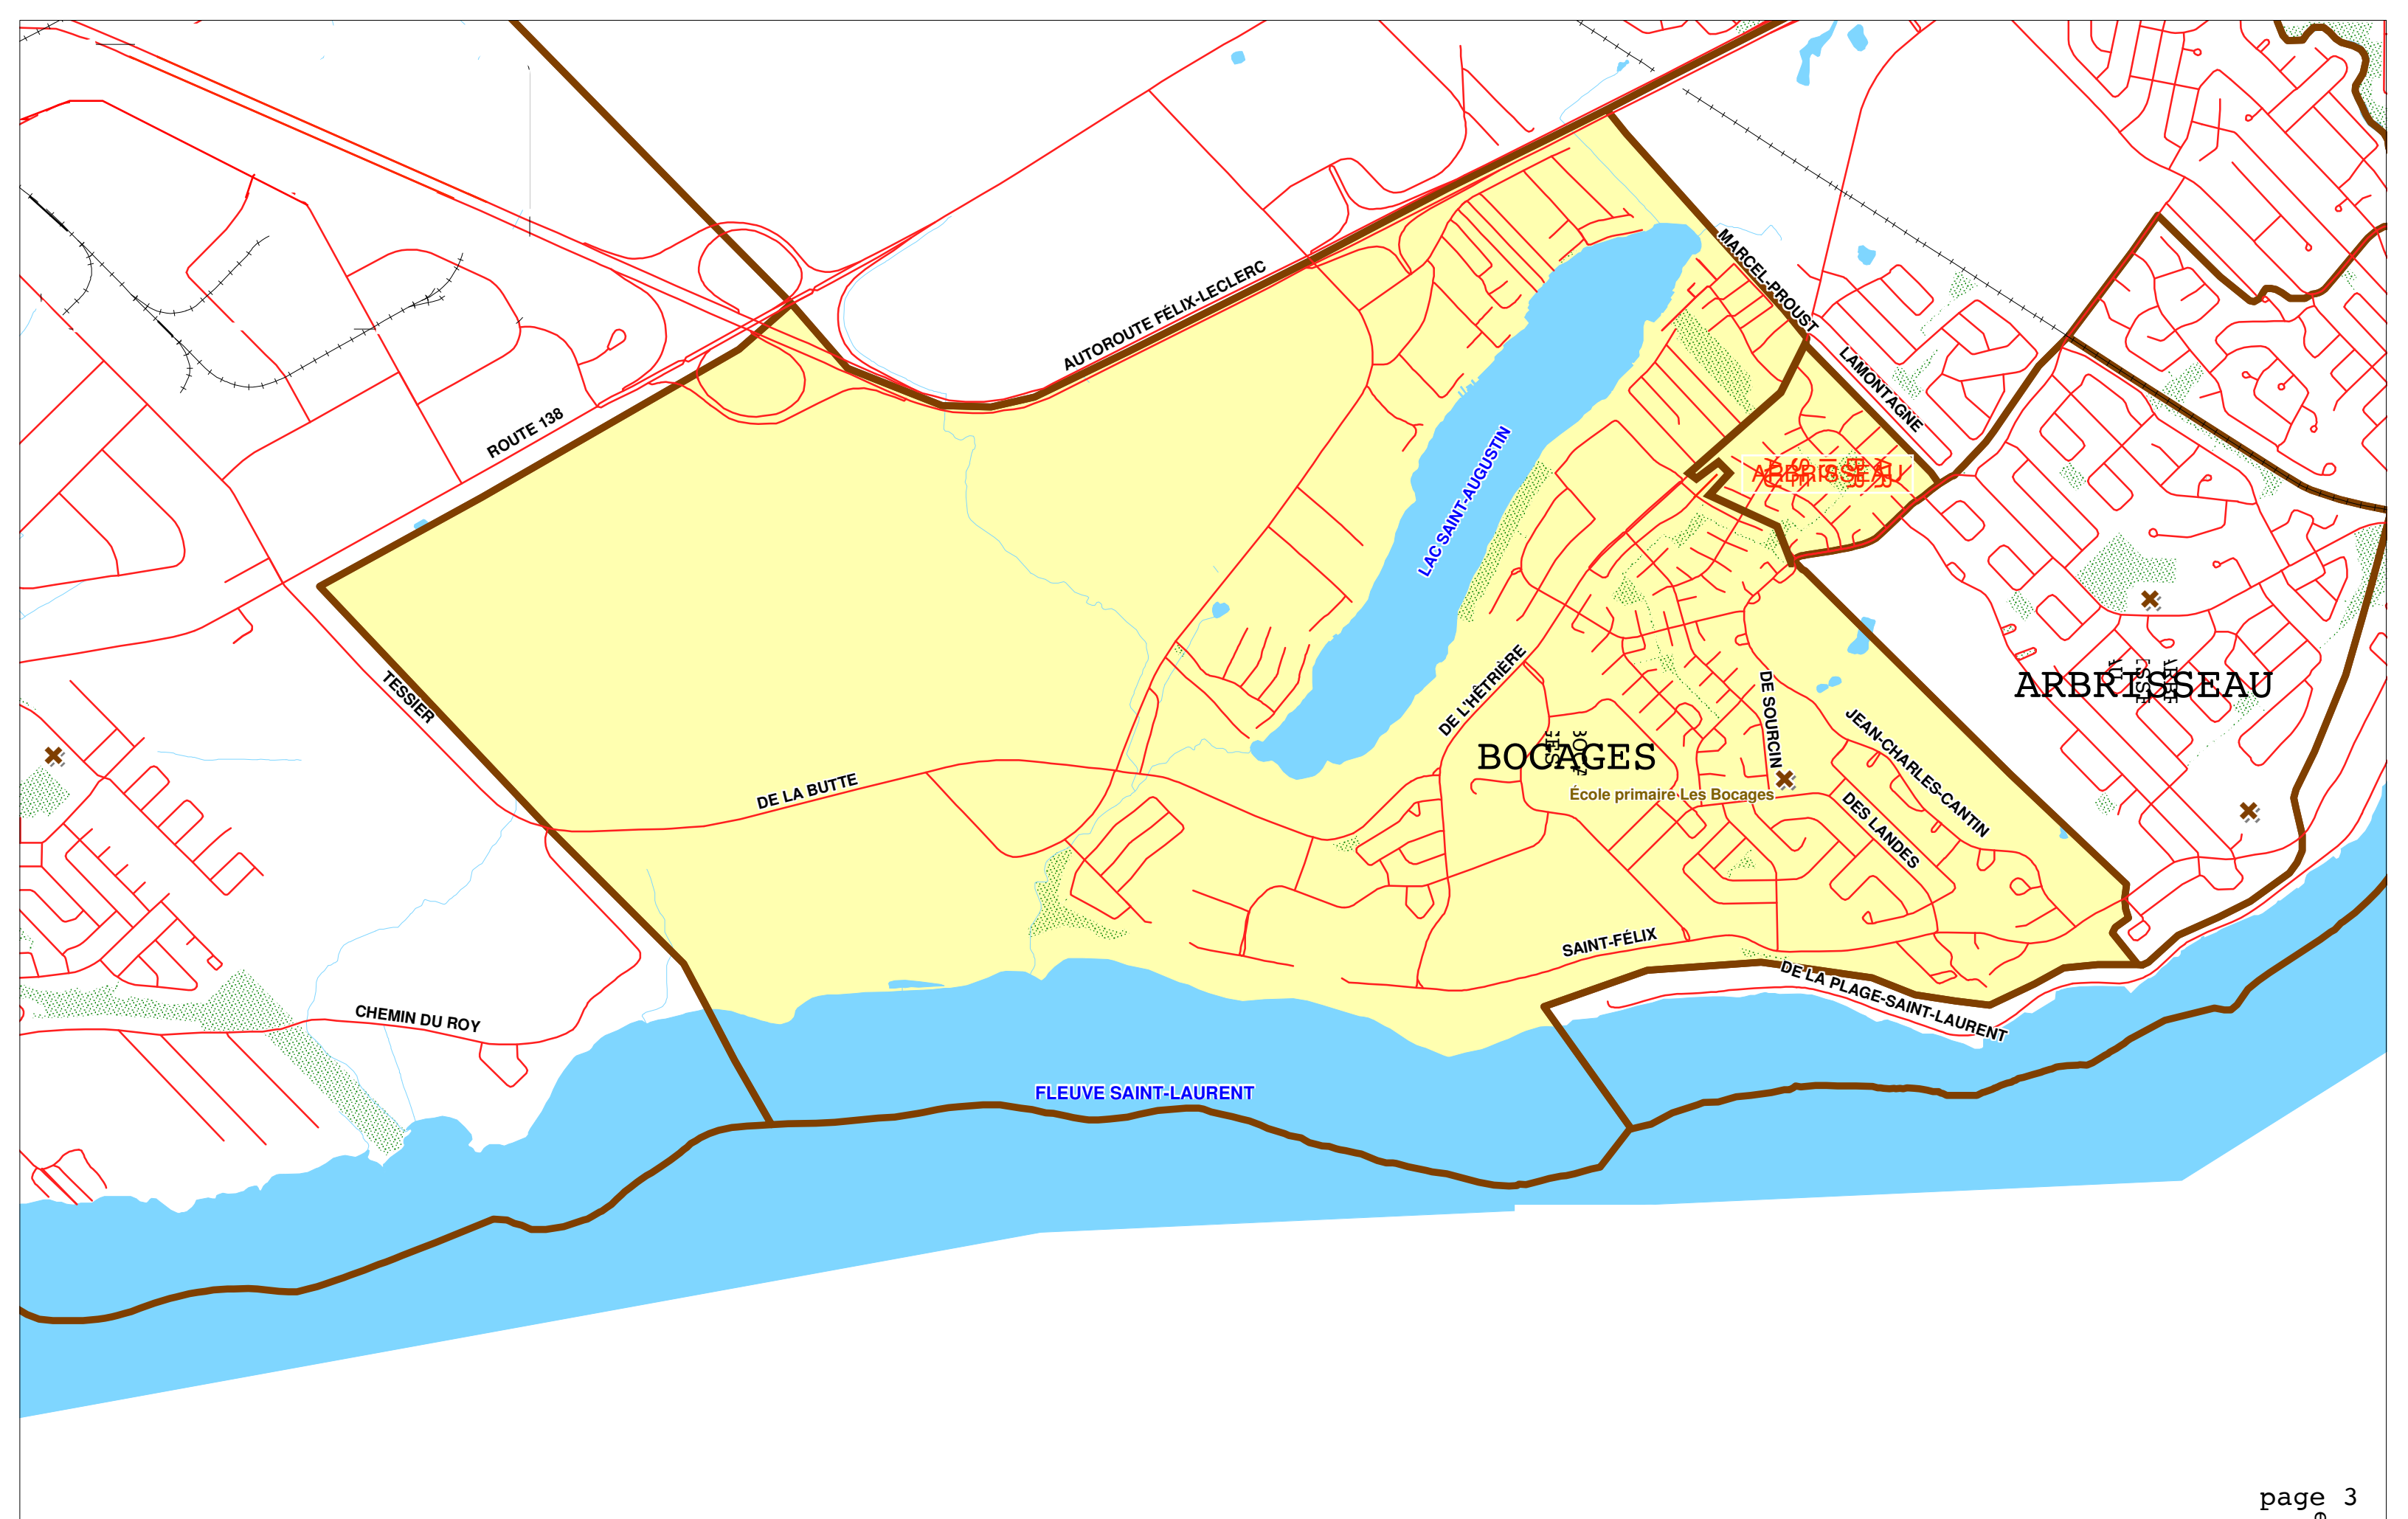 AUTOROUTE FÉLIX-LECLERC
MARCEL-PROUST
LAMONTAGNE
ROUTE 138
ARBRISSEAU
LAC SAINT-AUGUSTIN
TESSIER
DE L'HÊTRIÈRE
DE SOURCIN
ARBRISSEAU
BOCAGES
JEAN-CHARLES-CANTIN
DE LA BUTTE
École primaire Les Bocages
DES LANDES
SAINT-FÉLIX
DE LA PLAGE-SAINT-LAURENT
CHEMIN DU ROY
FLEUVE SAINT-LAURENT
page 3